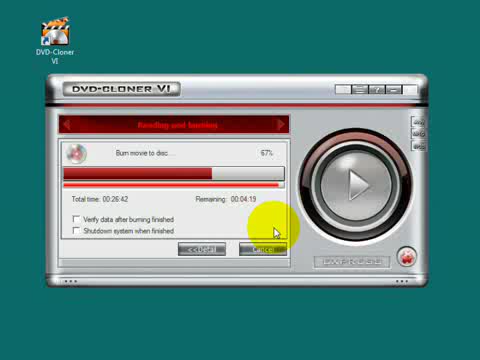 DVD-Cloner
VI
DVD-CLONER VI
?
Reading and burning
Burn movie to disc...
67%
Total time: 00:26:42
Remaining: 00:04:19
Verify data after burning finished
Shutdown system when finished
<< Detail
Cancel